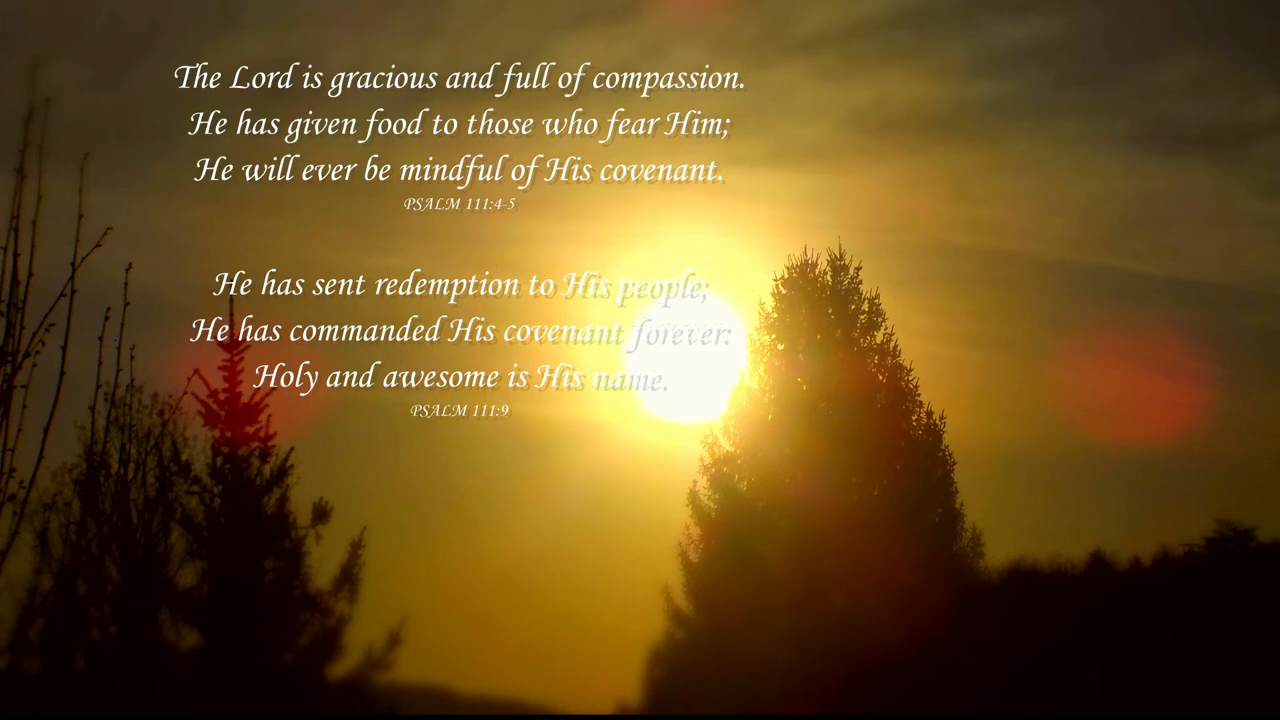 The Lord is gracious and full of compassion.
He has given food to those who fear Him;
He will ever be mindful of His covenant.
PSALM 111:4-5
He has sent redemption to His people;
He has commanded His covenant forever:
Holy and awesome is His name.
PSALM 111:9